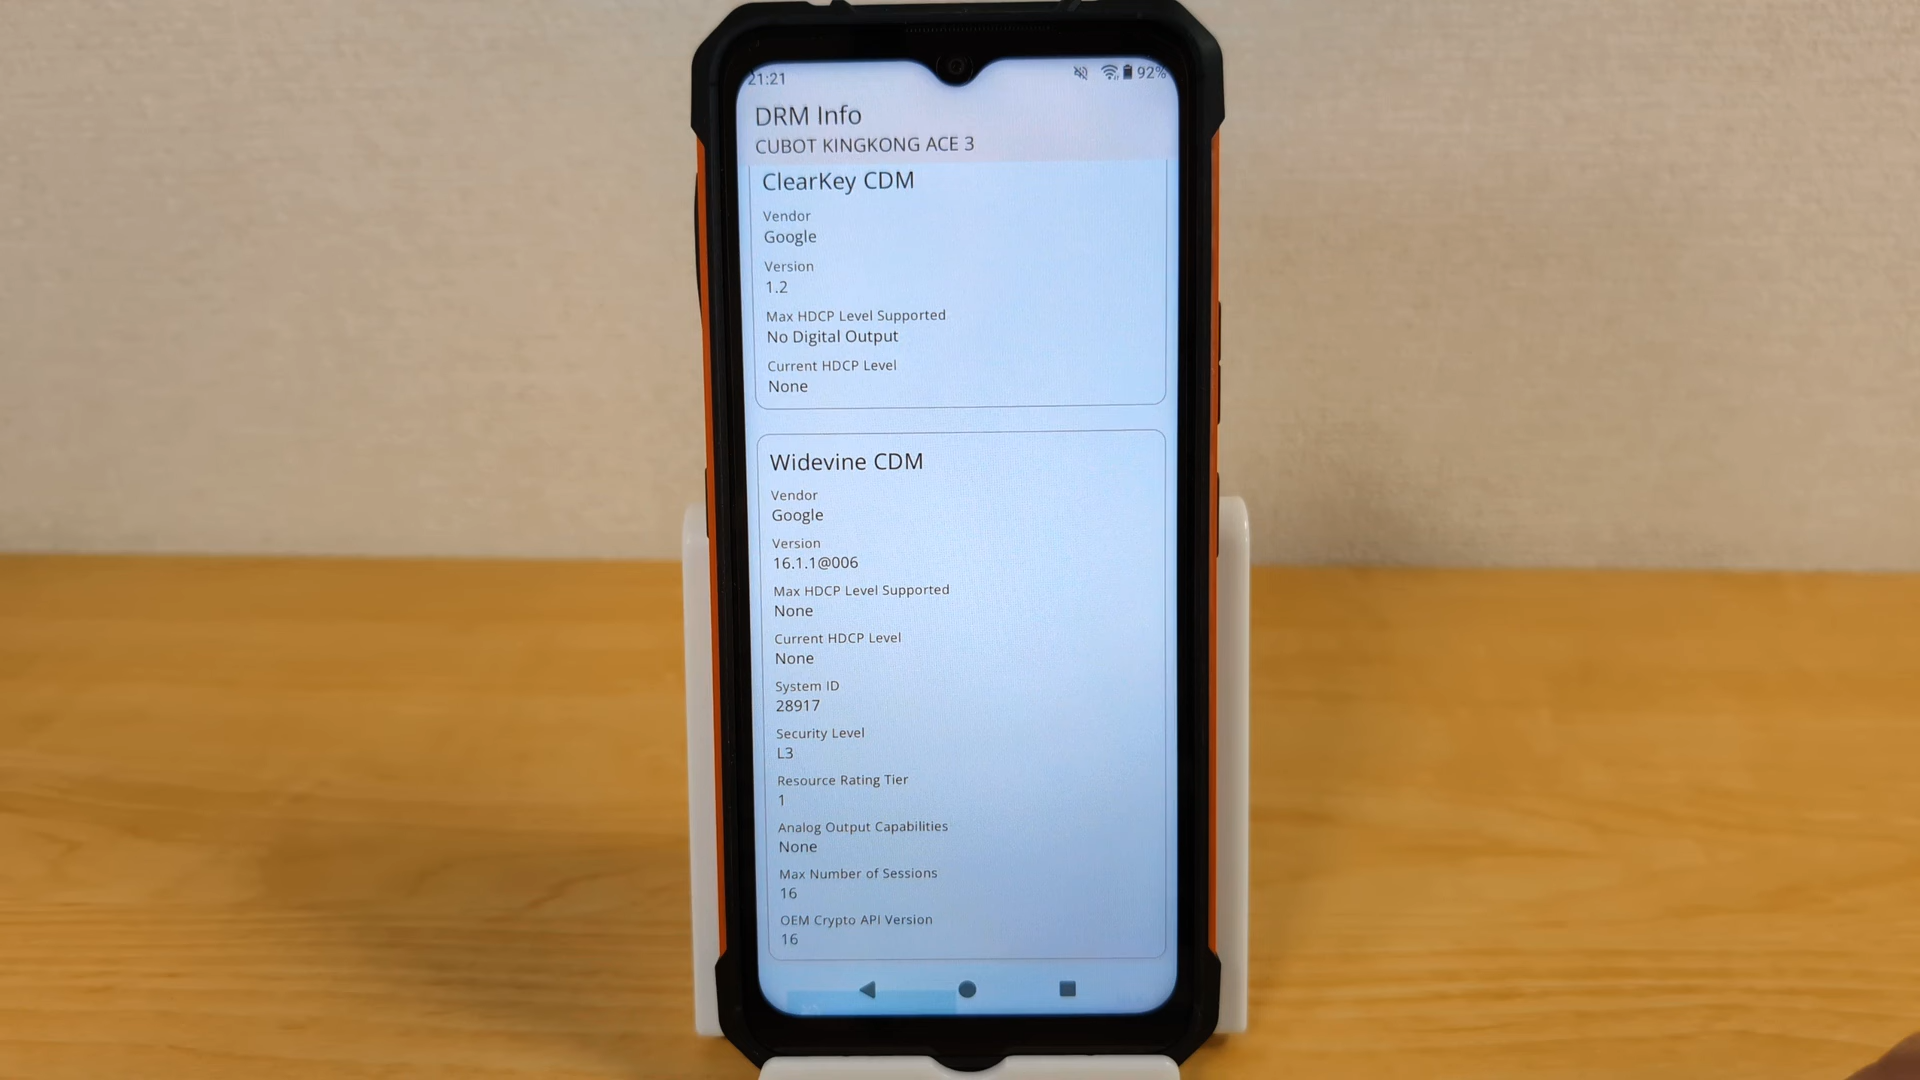 21:21
92%
DRM Info
CUBOT KINGKONG ACE 3
ClearKey CDM
Vendor
Google
Version
1.2
Max HDCP Level Supported
No Digital Output
Current HDCP Level
None
Widevine CDM
Vendor
Google
Version
16.1.1@006
Max HDCP Level Supported
None
Current HDCP Level
None
System ID
28917
Security Level
L3
Resource Rating Tier
1
Analog Output Capabilities
None
Max Number of Sessions
16
OEM Crypto API Version
16